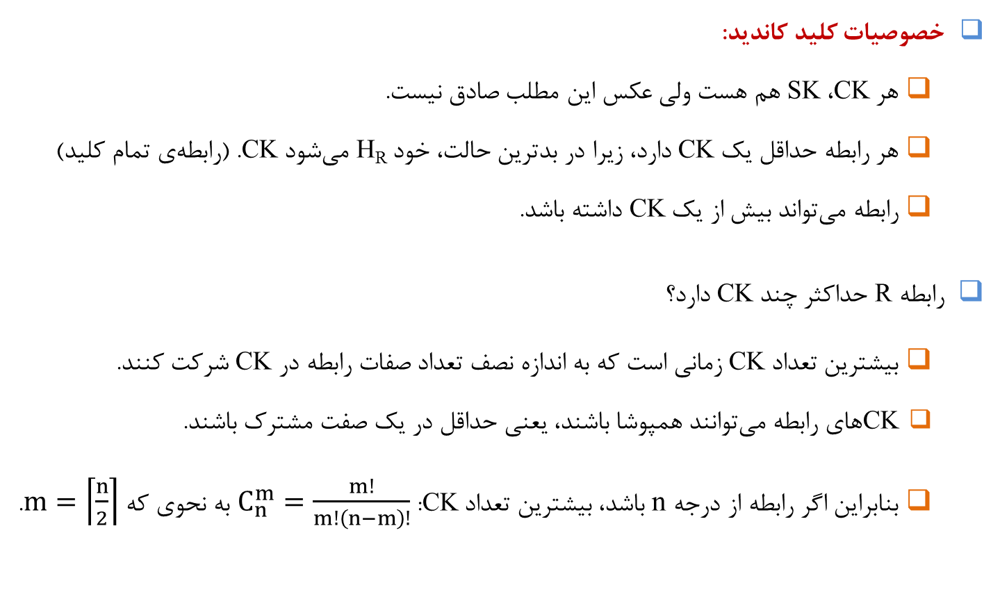 خصوصیات کلید کاندید:
هر CK، SK هم هست ولی عکس این مطلب صادق نیست.
هر رابطه حداقل یک CK دارد، زیرا در بدترین حالت، خود H_R می‌شود CK. (رابطه‌ی تمام کلید)
رابطه می‌تواند بیش از یک CK داشته باشد.
رابطه R حداکثر چند CK دارد؟
بیشترین تعداد CK زمانی است که به اندازه نصف تعداد صفات رابطه در CK شرکت کنند.
CKهای رابطه می‌توانند همپوشا باشند، یعنی حداقل در یک صفت مشترک باشند.
بنابراین اگر رابطه از درجه n باشد، بیشترین تعداد CK: $C_n^m = \frac{m!}{m!(n-m)!}$ به نحوی که $m = \left\lceil \frac{n}{2} \right\rceil$.